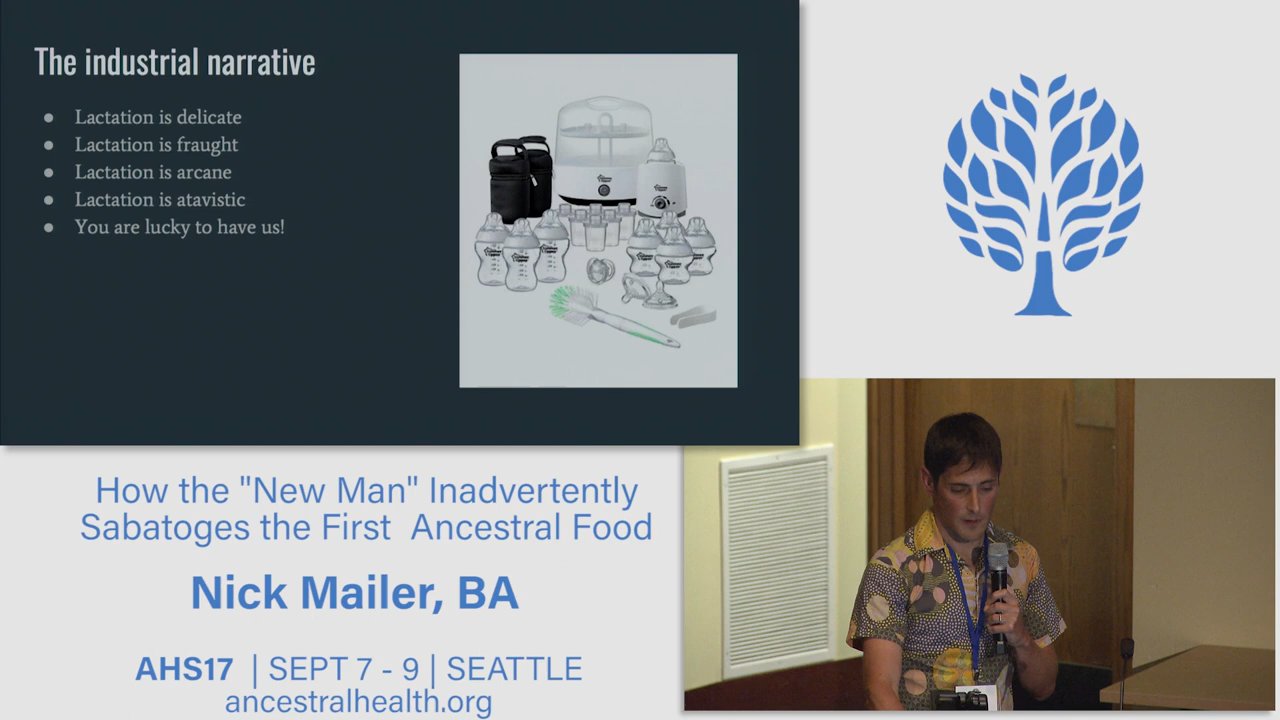 The industrial narrative
● Lactation is delicate
● Lactation is fraught
● Lactation is arcane
● Lactation is atavistic
● You are lucky to have us!
How the "New Man" Inadvertently
Sabatoges the First Ancestral Food
Nick Mailer, BA
AHS17 | SEPT 7 - 9 | SEATTLE
ancestralhealth.org